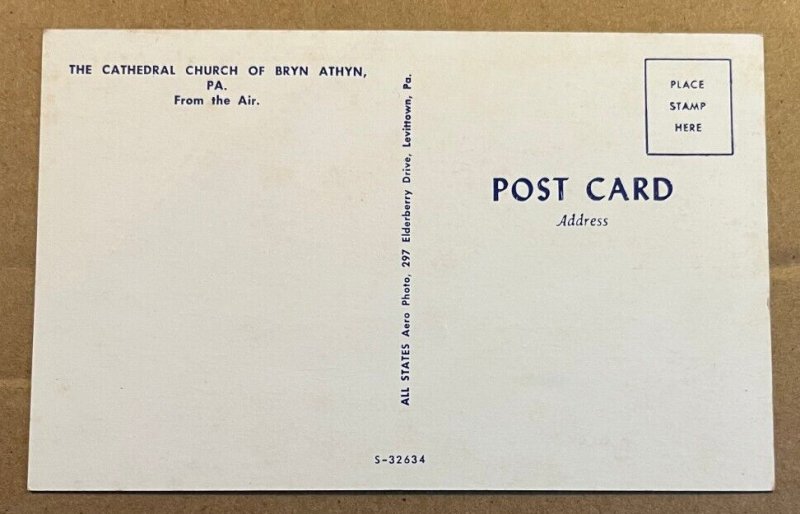 THE CATHEDRAL CHURCH OF BRYN ATHYN,
PA.
From the Air.
ALL STATES Aero Photo, 297 Elderberry Drive, Levittown, Pa.
PLACE
STAMP
HERE
POST CARD
Address
S-32634